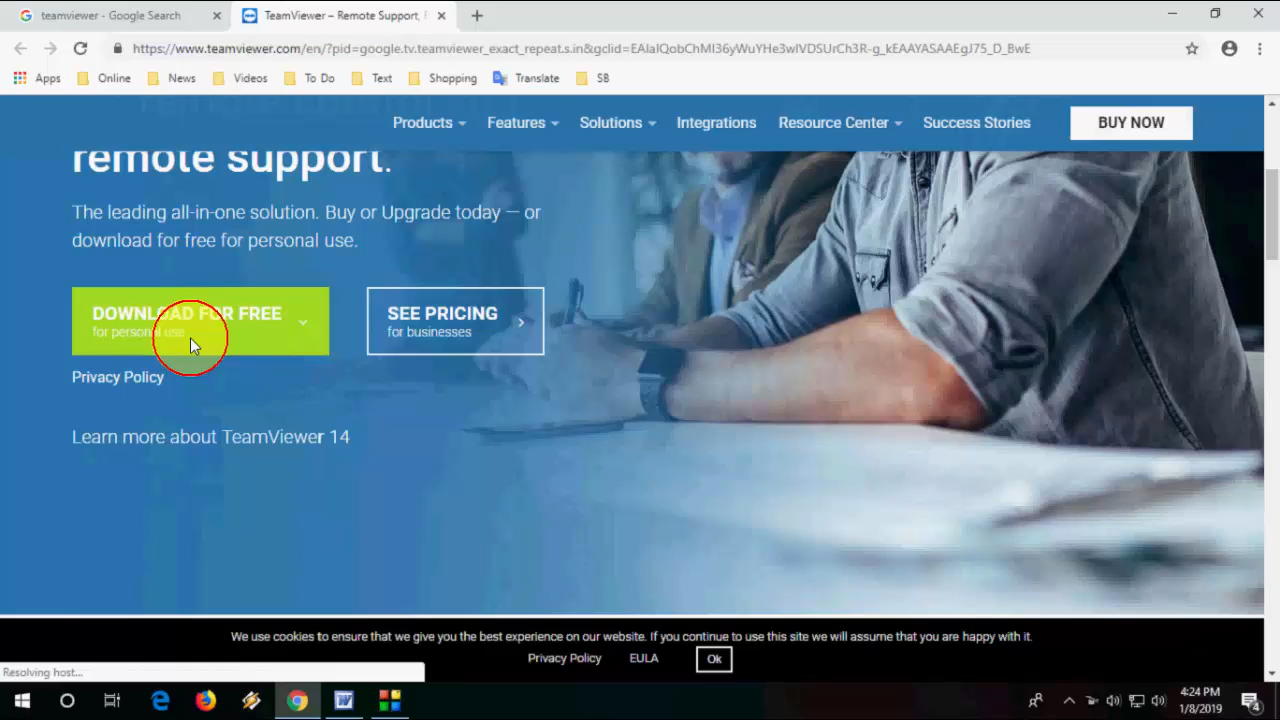 teamviewer - Google Search
TeamViewer – Remote Support,
https://www.teamviewer.com/en/?pid=google.tv.teamviewer_exact_repeat.s.in&gclid=EAIaIQobChMI36yWuYHe3wIVDSUrCh3R-g_kEAAYASAAEgJ75_D_BwE
Apps Online News Videos To Do Text Shopping Translate SB
Products Features Solutions Integrations Resource Center Success Stories BUY NOW
remote support.
The leading all-in-one solution. Buy or Upgrade today — or
download for free for personal use.
DOWNLOAD FOR FREE
for personal use
SEE PRICING
for businesses
Privacy Policy
Learn more about TeamViewer 14
We use cookies to ensure that we give you the best experience on our website. If you continue to use this site we will assume that you are happy with it.
Privacy Policy EULA Ok
Resolving host...
4:24 PM
1/8/2019
4